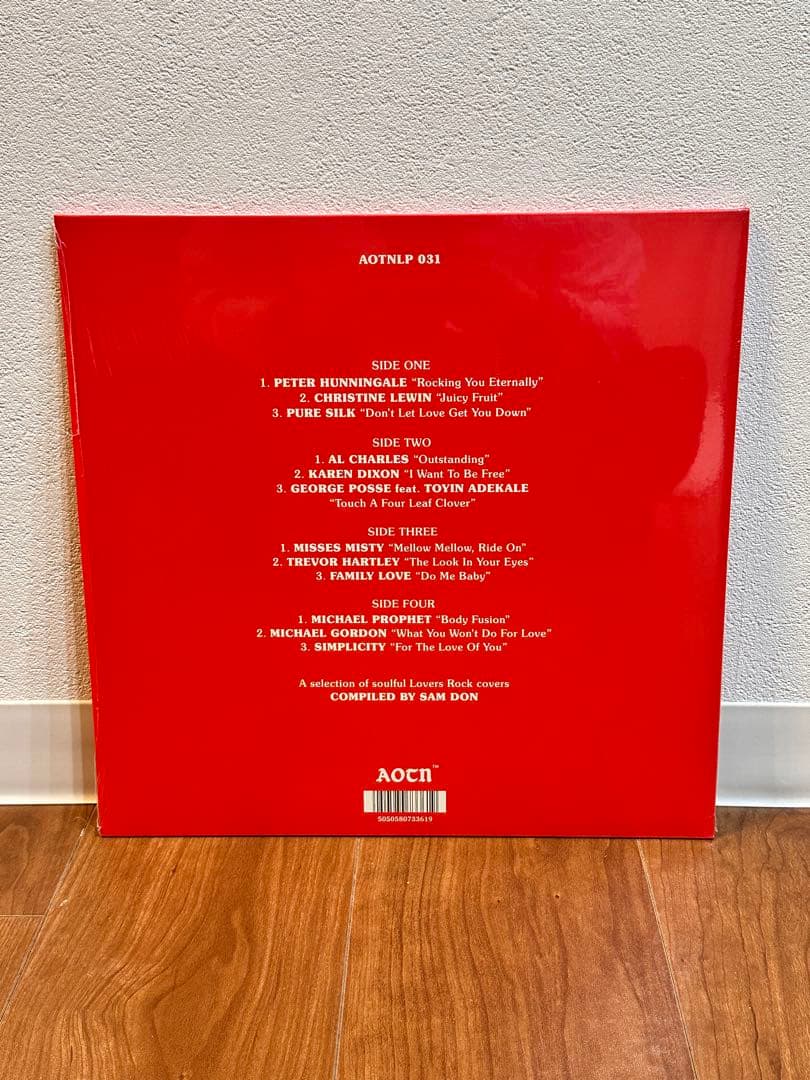 AOTNLP 031
SIDE ONE
1. PETER HUNNINGALE “Rocking You Eternally”
2. CHRISTINE LEWIN “Juicy Fruit”
3. PURE SILK “Don't Let Love Get You Down”
SIDE TWO
1. AL CHARLES “Outstanding”
2. KAREN DIXON “I Want To Be Free”
3. GEORGE POSSE feat. TOYIN ADEKALE
“Touch A Four Leaf Clover”
SIDE THREE
1. MISSES MISTY “Mellow Mellow, Ride On”
2. TREVOR HARTLEY “The Look In Your Eyes”
3. FAMILY LOVE “Do Me Baby”
SIDE FOUR
1. MICHAEL PROPHET “Body Fusion”
2. MICHAEL GORDON “What You Won't Do For Love”
3. SIMPLICITY “For The Love Of You”
A selection of soulful Lovers Rock covers
COMPILED BY SAM DON
AOTN™
5050580733619